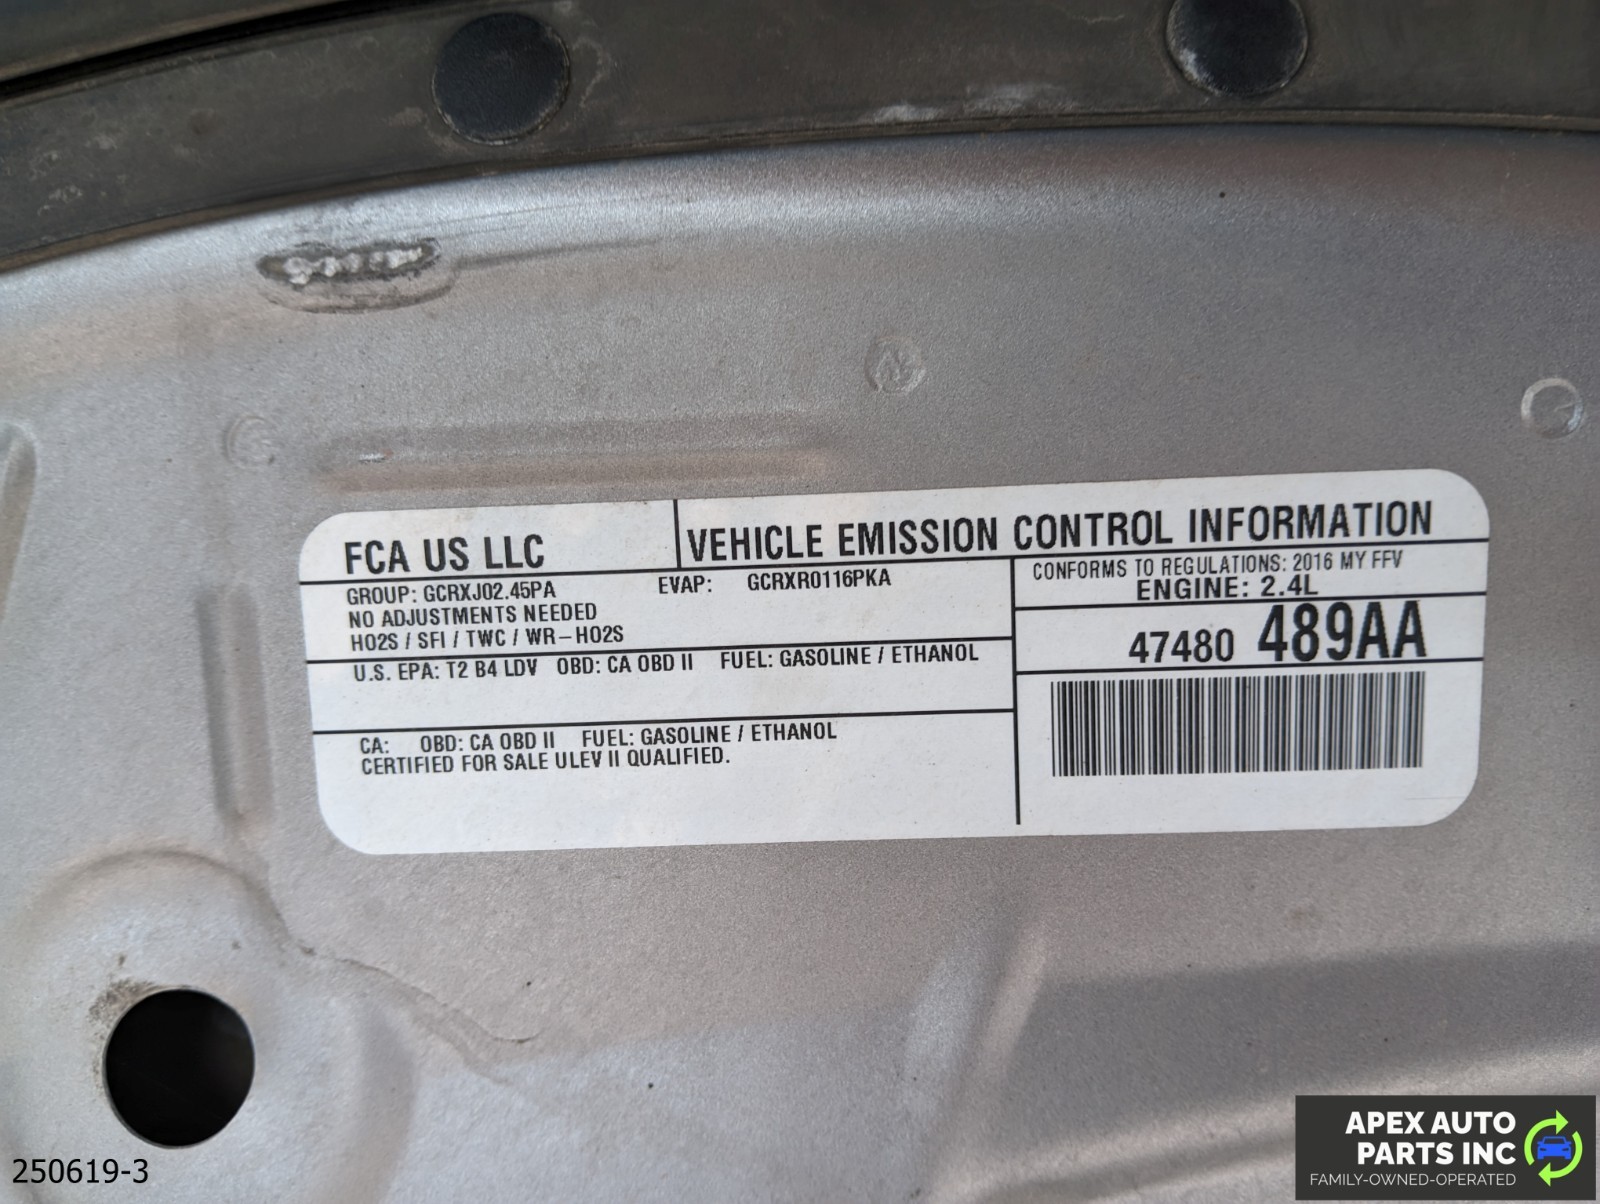 FCA US LLC
VEHICLE EMISSION CONTROL INFORMATION
GROUP: GCRXJ02.45PA EVAP: GCRXR0116PKA
NO ADJUSTMENTS NEEDED
HO2S / SFI / TWC / WR-HO2S
CONFORMS TO REGULATIONS: 2016 MY FFV
ENGINE: 2.4L
47480 489AA
U.S. EPA: T2 B4 LDV OBD: CA OBD II FUEL: GASOLINE / ETHANOL
CA: OBD: CA OBD II FUEL: GASOLINE / ETHANOL
CERTIFIED FOR SALE ULEV II QUALIFIED.
250619-3
APEX AUTO
PARTS INC
FAMILY-OWNED-OPERATED